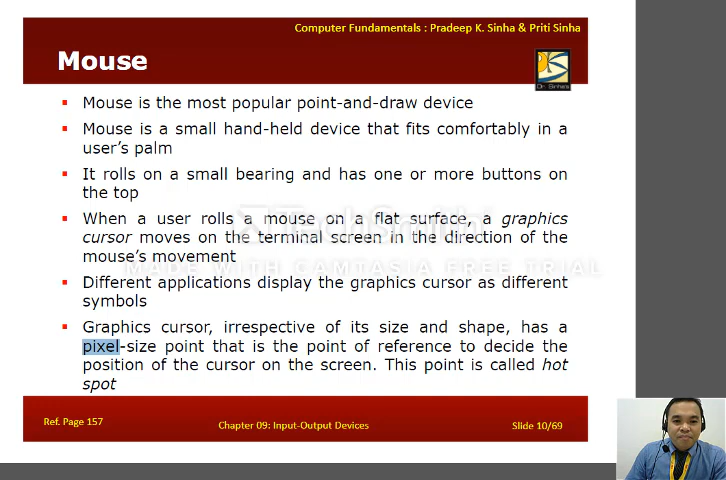 Computer Fundamentals : Pradeep K. Sinha & Priti Sinha
Mouse
Dr Sinhara
▪ Mouse is the most popular point-and-draw device
▪ Mouse is a small hand-held device that fits comfortably in a
user's palm
▪ It rolls on a small bearing and has one or more buttons on
the top
▪ When a user rolls a mouse on a flat surface, a graphics
cursor moves on the terminal screen in the direction of the
mouse's movement
TechSmith
MADE WITH CAMTASIA FREE TRIAL
▪ Different applications display the graphics cursor as different
symbols
▪ Graphics cursor, irrespective of its size and shape, has a
pixel-size point that is the point of reference to decide the
position of the cursor on the screen. This point is called hot
spot
Ref. Page 157
Chapter 09: Input-Output Devices
Slide 10/69